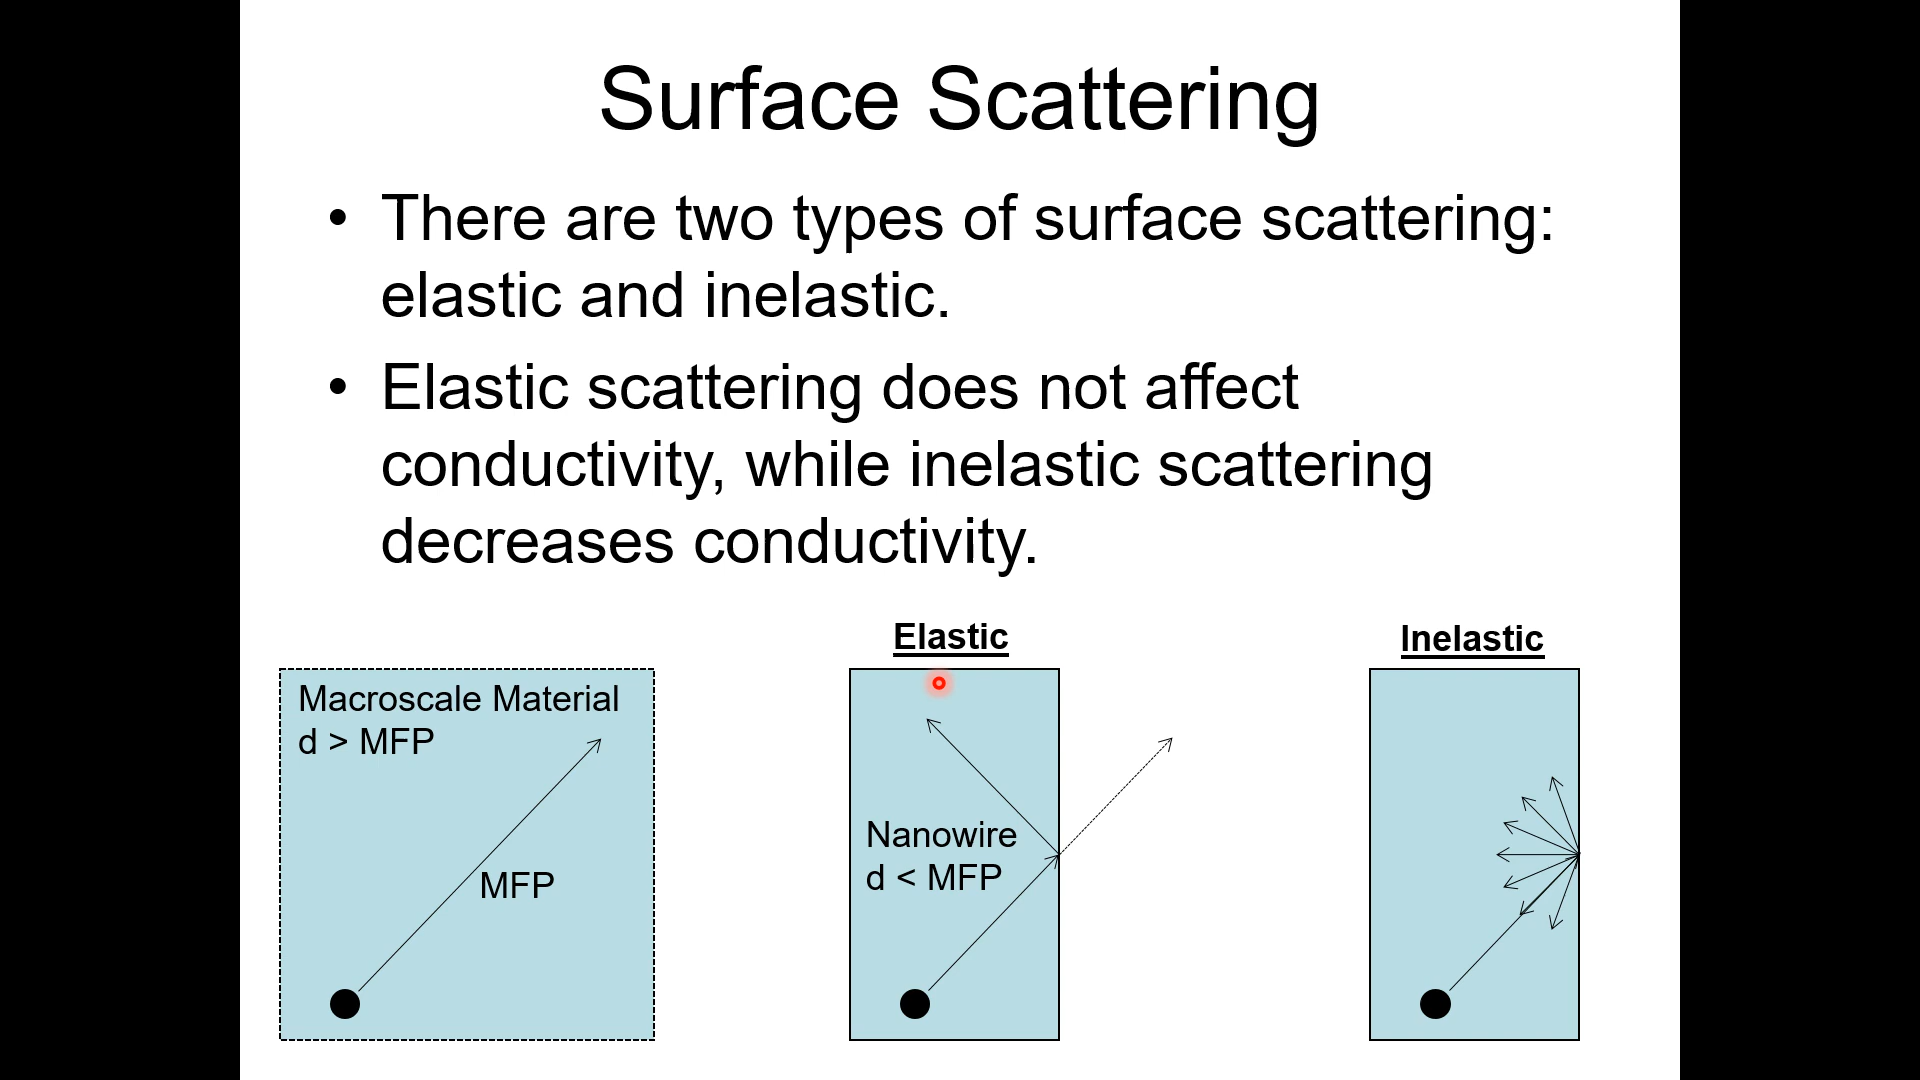 Surface Scattering
• There are two types of surface scattering:
elastic and inelastic.
• Elastic scattering does not affect
conductivity, while inelastic scattering
decreases conductivity.
Macroscale Material
d > MFP
MFP
Elastic
Nanowire
d < MFP
Inelastic